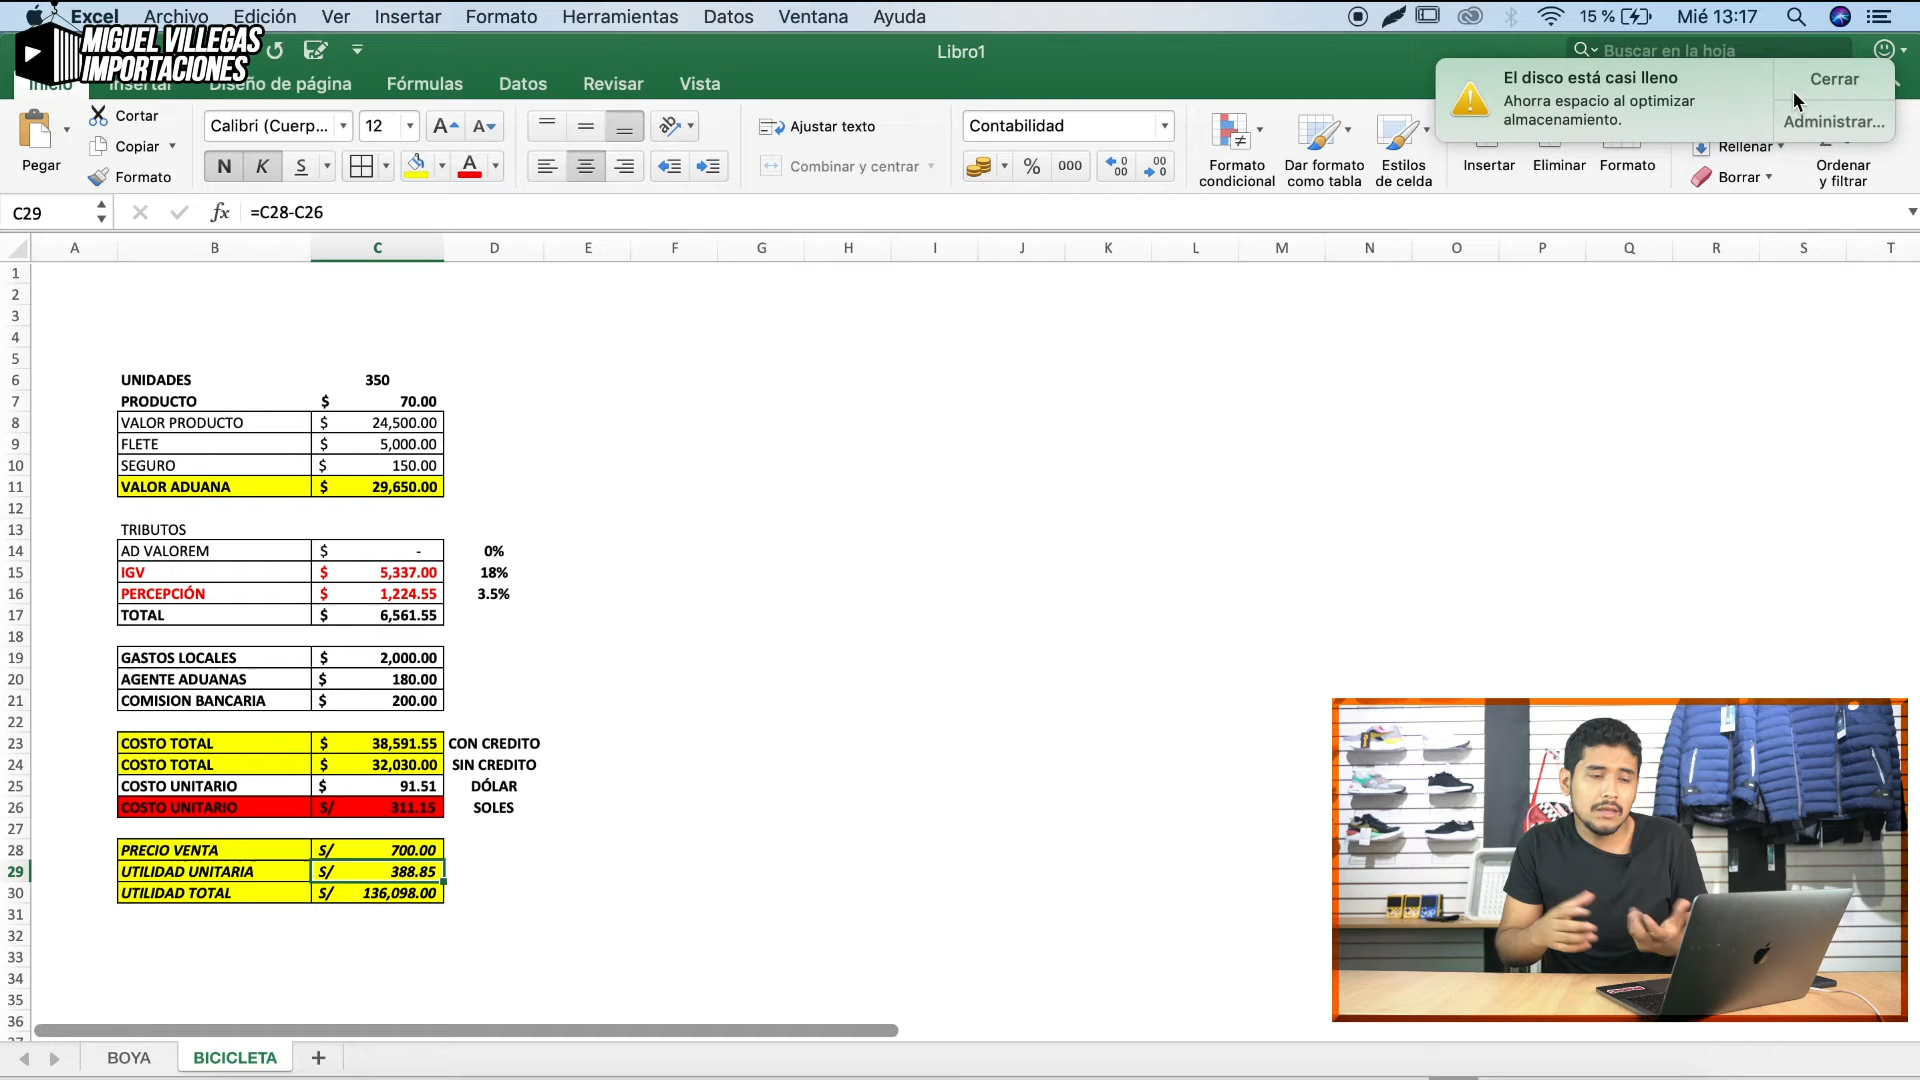 Excel Archivo Edición Ver Insertar Formato Herramientas Datos Ventana Ayuda 15 % Mié 13:17
MIGUEL VILLEGAS
IMPORTACIONES
Libro1
Buscar en la hoja
Inicio Insertar Diseño de página Fórmulas Datos Revisar Vista
El disco está casi lleno
Ahorra espacio al optimizar
almacenamiento.
Cerrar
Administrar...
Pegar
Cortar
Copiar
Formato
Calibri (Cuerp... 12
N K S
Ajustar texto
Combinar y centrar
Contabilidad
% 000
Formato
condicional
Dar formato
como tabla
Estilos
de celda
Insertar Eliminar Formato
Rellenar
Borrar
Ordenar
y filtrar
C29 fx =C28-C26
A B C D E F G H I J K L M N O P Q R S T
1
2
3
4
5
6 UNIDADES 350
7 PRODUCTO $ 70.00
8 VALOR PRODUCTO $ 24,500.00
9 FLETE $ 5,000.00
10 SEGURO $ 150.00
11 VALOR ADUANA $ 29,650.00
12
13 TRIBUTOS
14 AD VALOREM $ - 0%
15 IGV $ 5,337.00 18%
16 PERCEPCIÓN $ 1,224.55 3.5%
17 TOTAL $ 6,561.55
18
19 GASTOS LOCALES $ 2,000.00
20 AGENTE ADUANAS $ 180.00
21 COMISION BANCARIA $ 200.00
22
23 COSTO TOTAL $ 38,591.55 CON CREDITO
24 COSTO TOTAL $ 32,030.00 SIN CREDITO
25 COSTO UNITARIO $ 91.51 DÓLAR
26 COSTO UNITARIO S/ 311.15 SOLES
27
28 PRECIO VENTA S/ 700.00
29 UTILIDAD UNITARIA S/ 388.85
30 UTILIDAD TOTAL S/ 136,098.00
31
32
33
34
35
36
BOYA BICICLETA +